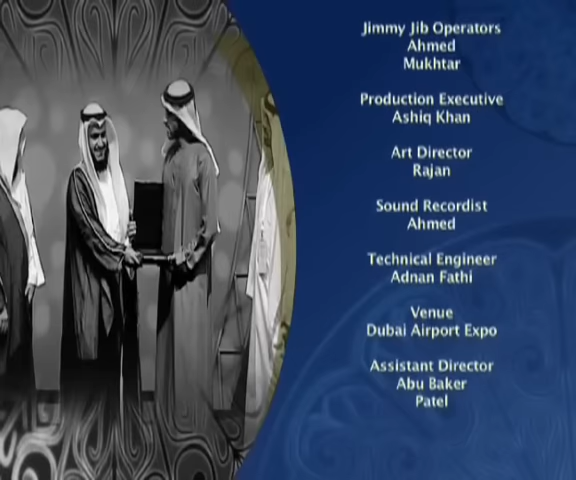 Jimmy Jib Operators
Ahmed
Mukhtar
Production Executive
Ashiq Khan
Art Director
Rajan
Sound Recordist
Ahmed
Technical Engineer
Adnan Fathi
Venue
Dubai Airport Expo
Assistant Director
Abu Baker
Patel